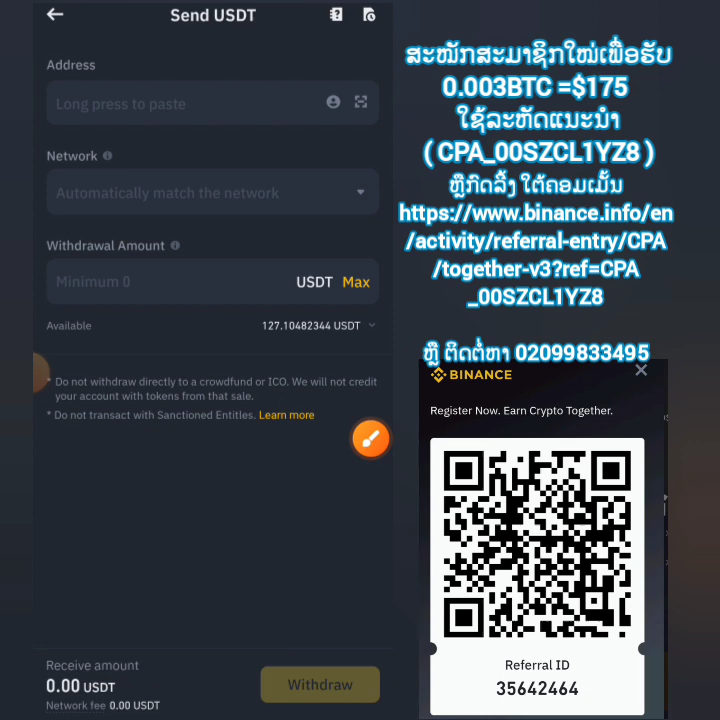 Send USDT
Address
Long press to paste
Network
Automatically match the network
Withdrawal Amount
Minimum 0
USDT Max
Available
127.10482344 USDT
* Do not withdraw directly to a crowdfund or ICO. We will not credit
your account with tokens from that sale.
* Do not transact with Sanctioned Entities. Learn more
Receive amount
0.00 USDT
Network fee 0.00 USDT
Withdraw
ສະໝັກສະມາຊິກໃໝ່ເພື່ອຮັບ
0.003BTC =$175
ໃຊ້ລະຫັດແນະນຳ
( CPA_00SZCL1YZ8 )
ຫຼືກົດລິ້ງ ໃຕ້ຄອມເມັ້ນ
https://www.binance.info/en
/activity/referral-entry/CPA
/together-v3?ref=CPA
_00SZCL1YZ8
ຫຼື ຕິດຕໍ່ຫາ 02099833495
BINANCE
Register Now. Earn Crypto Together.
Referral ID
35642464